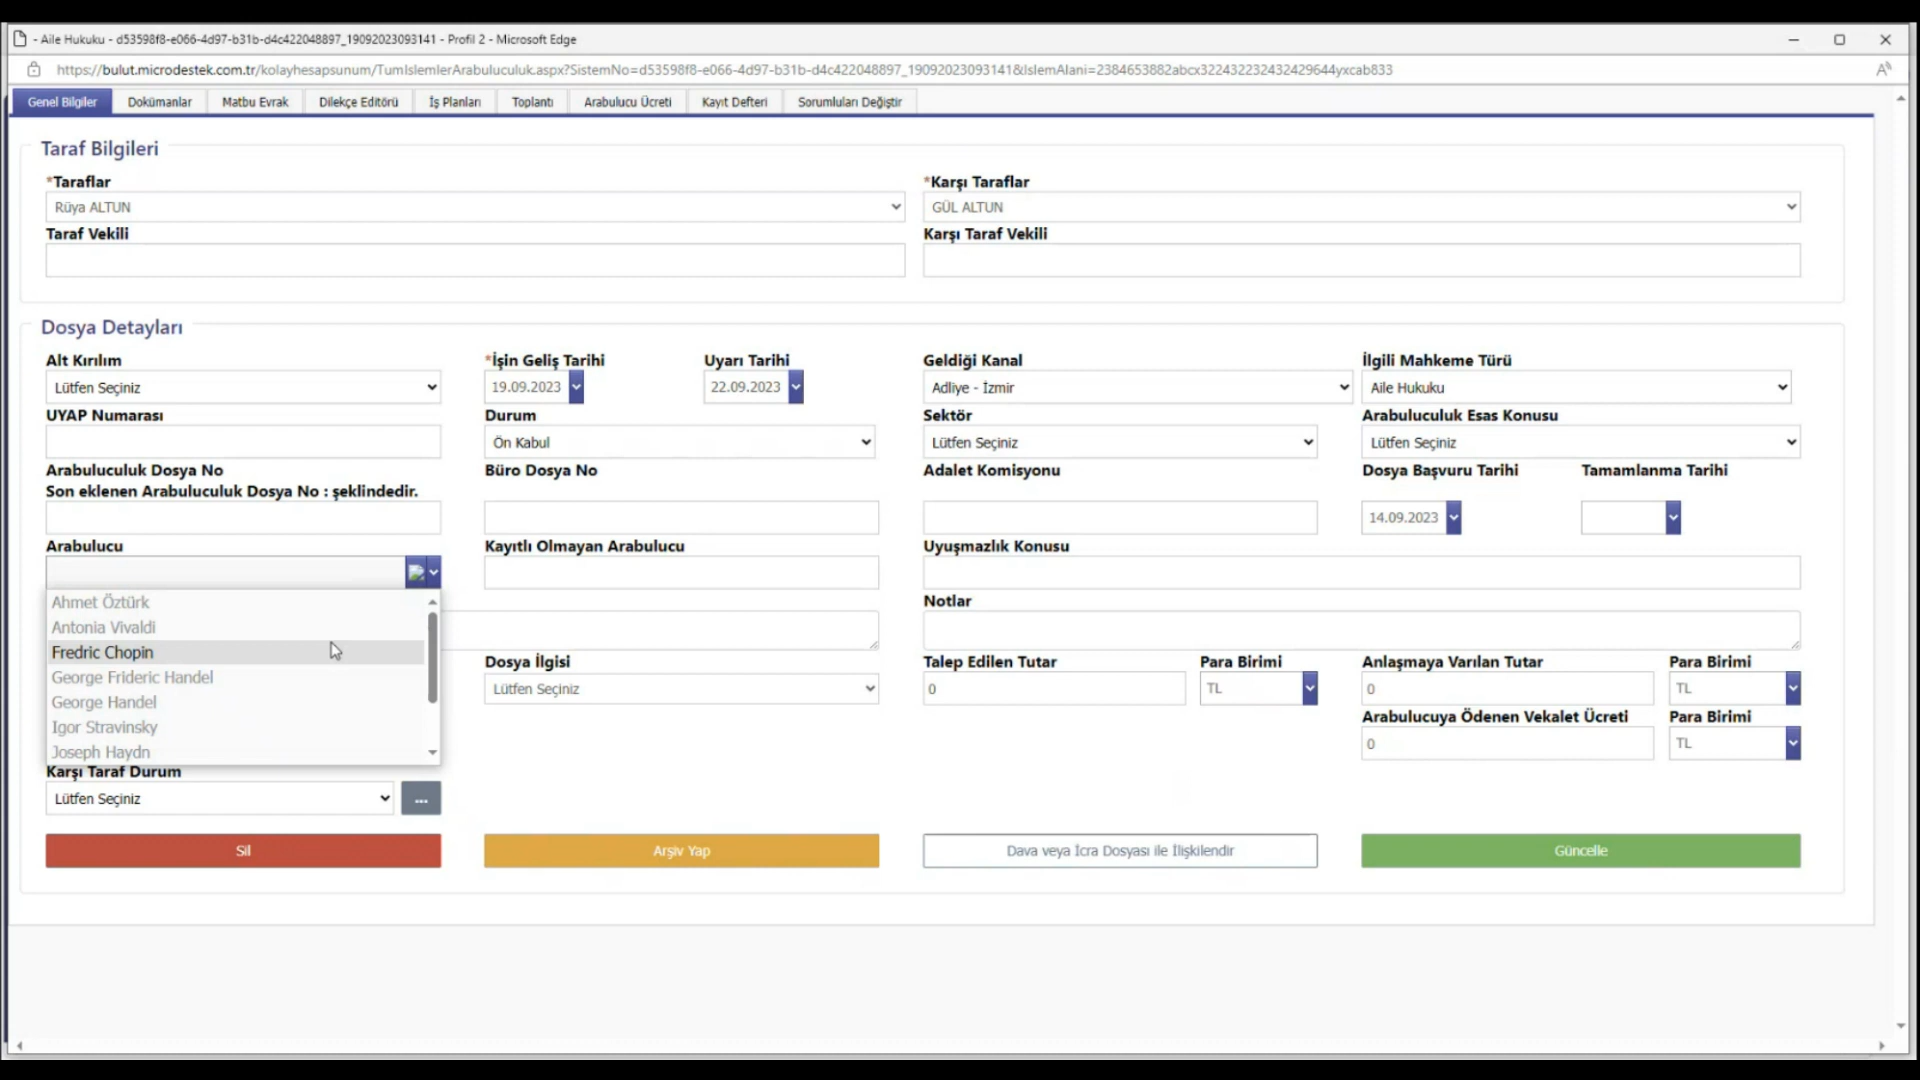 - Aile Hukuku - d53598f8-e066-4d97-b31b-d4c422048897_19092023093141 - Profil 2 - Microsoft Edge
https://bulut.microdestek.com.tr/kolayhesapsunum/TumIslemlerArabuluculuk.aspx?SistemNo=d53598f8-e066-4d97-b31b-d4c422048897_19092023093141&IslemAlani=2384653882abcx322432232432429644yxcab833
Genel Bilgiler Dokümanlar Matbu Evrak Dilekçe Editörü İş Planları Toplantı Arabulucu Ücreti Kayıt Defteri Sorumluları Değiştir
Taraf Bilgileri
*Taraflar *Karşı Taraflar
Rüya ALTUN GÜL ALTUN
Taraf Vekili Karşı Taraf Vekili
Dosya Detayları
Alt Kırılım *İşin Geliş Tarihi Uyarı Tarihi Geldiği Kanal İlgili Mahkeme Türü
Lütfen Seçiniz 19.09.2023 22.09.2023 Adliye - İzmir Aile Hukuku
UYAP Numarası Durum Sektör Arabuluculuk Esas Konusu
Ön Kabul Lütfen Seçiniz Lütfen Seçiniz
Arabuluculuk Dosya No Büro Dosya No Adalet Komisyonu Dosya Başvuru Tarihi Tamamlanma Tarihi
Son eklenen Arabuluculuk Dosya No : şeklindedir.
14.09.2023
Arabulucu Kayıtlı Olmayan Arabulucu Uyuşmazlık Konusu
Ahmet Öztürk Notlar
Antonia Vivaldi
Fredric Chopin
Dosya İlgisi Talep Edilen Tutar Para Birimi Anlaşmaya Varılan Tutar Para Birimi
George Frideric Handel
Lütfen Seçiniz 0 TL 0 TL
George Handel
Arabulucuya Ödenen Vekalet Ücreti Para Birimi
Igor Stravinsky
0 TL
Joseph Haydn
Karşı Taraf Durum
Lütfen Seçiniz ...
Sil Arşiv Yap Dava veya İcra Dosyası ile İlişkilendir Güncelle